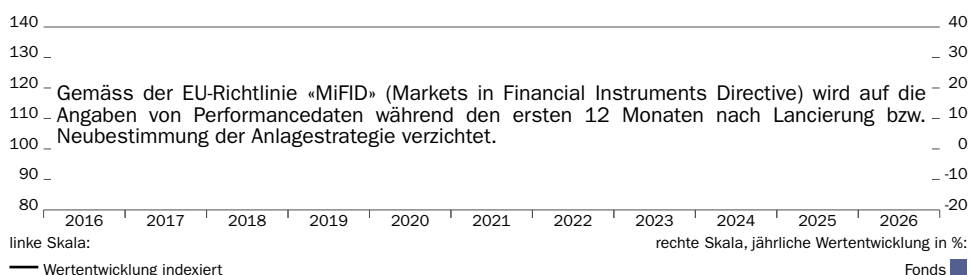 140 40
130 30
120 20
Gemäss der EU-Richtlinie «MiFID» (Markets in Financial Instruments Directive) wird auf die
110 10
Angaben von Performancedaten während den ersten 12 Monaten nach Lancierung bzw.
Neubestimmung der Anlagestrategie verzichtet.
100 0
90 -10
80 -20
2016 2017 2018 2019 2020 2021 2022 2023 2024 2025 2026
linke Skala: rechte Skala, jährliche Wertentwicklung in %:
Wertentwicklung indexiert Fonds